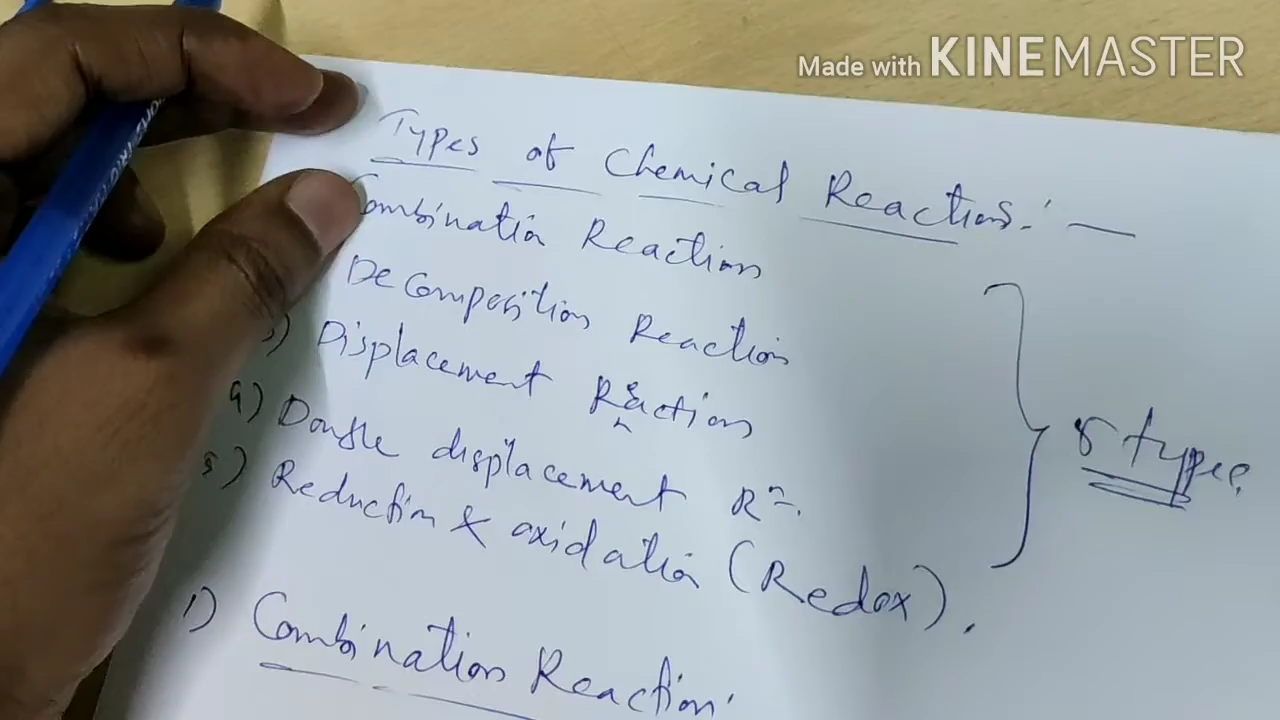 Made with KINEMASTER
Types of Chemical Reactions:-
Combination Reaction
Decomposition Reaction
3) Displacement Reaction
4) Double displacement R=.
5) Reduction & oxidation (Redox).
5 types.
1) Combination Reaction: